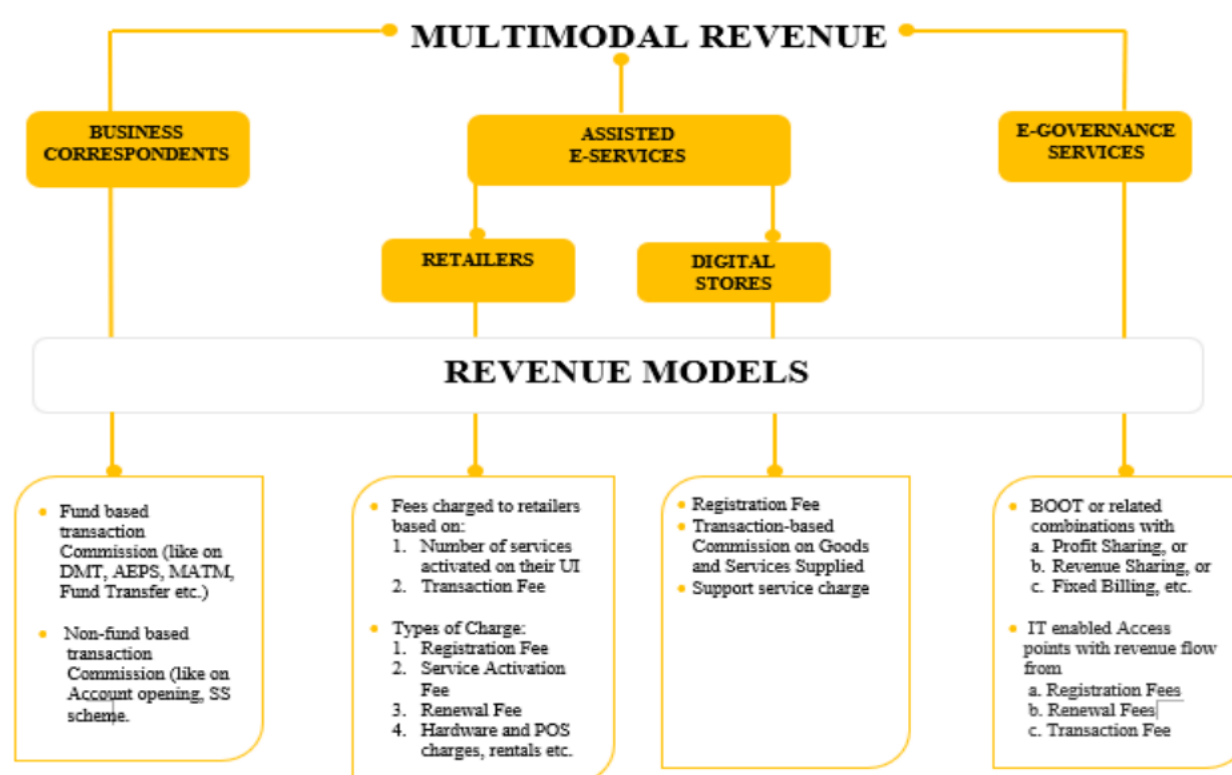 MULTIMODAL REVENUE
BUSINESS
CORRESPONDENTS
ASSISTED
E-SERVICES
E-GOVERNANCE
SERVICES
RETAILERS
DIGITAL
STORES
REVENUE MODELS
• Fund based
transaction
Commission (like on
DMT, AEPS, MATM,
Fund Transfer etc.)
• Non-fund based
transaction
Commission (like on
Account opening, SS
scheme.
• Fees charged to retailers
based on:
1. Number of services
activated on their UI
2. Transaction Fee
• Types of Charge:
1. Registration Fee
2. Service Activation
Fee
3. Renewal Fee
4. Hardware and POS
charges, rentals etc.
• Registration Fee
• Transaction-based
Commission on Goods
and Services Supplied
• Support service charge
• BOOT or related
combinations with
a. Profit Sharing, or
b. Revenue Sharing, or
c. Fixed Billing, etc.
• IT enabled Access
points with revenue flow
from
a. Registration Fees
b. Renewal Fees
c. Transaction Fee